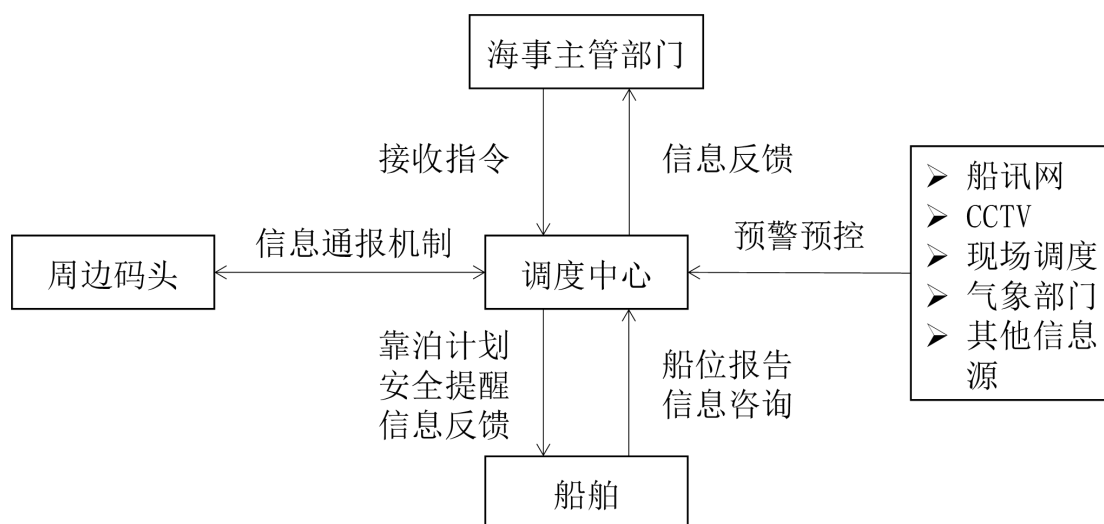 海事主管部门
接收指令
信息反馈
船讯网
CCTV
现场调度
气象部门
其他信息
源
信息通报机制
预警预控
周边码头
调度中心
靠泊计划
安全提醒
信息反馈
船位报告
信息咨询
船舶